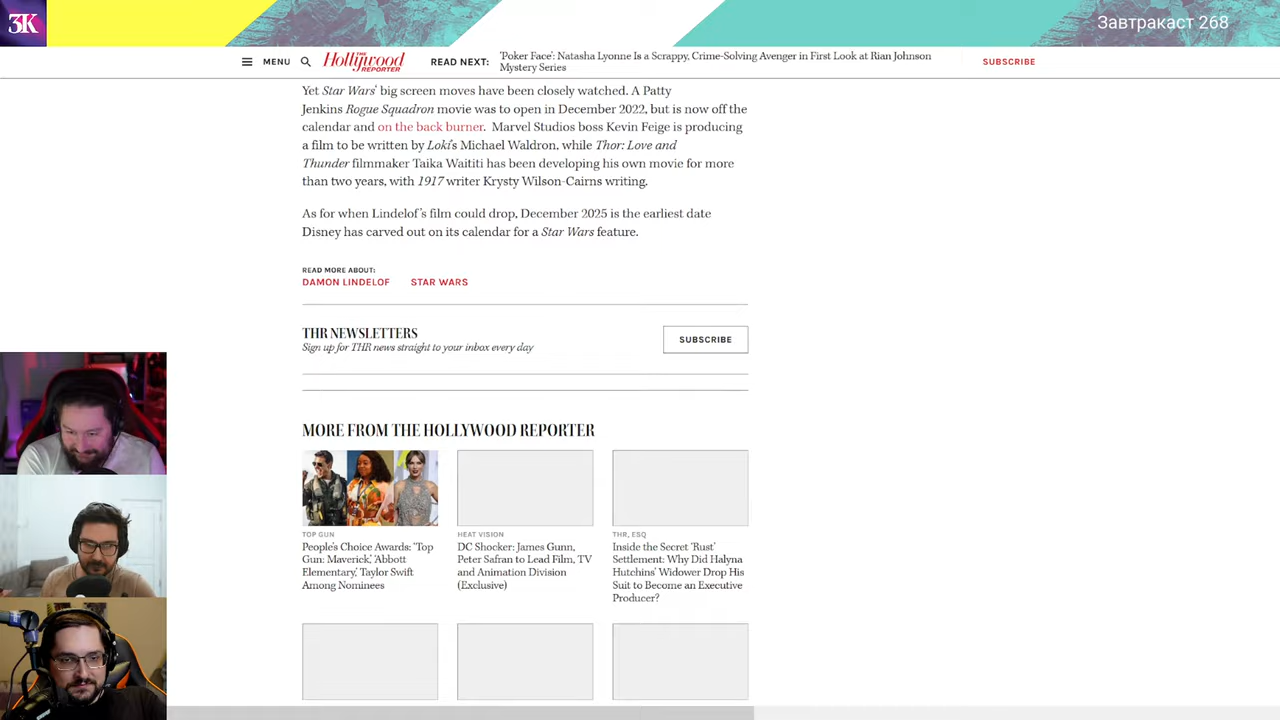 3K
Завтракаст 268
MENU
THE
Hollywood
REPORTER
READ NEXT:
'Poker Face': Natasha Lyonne Is a Scrappy, Crime-Solving Avenger in First Look at Rian Johnson
Mystery Series
SUBSCRIBE
Yet Star Wars' big screen moves have been closely watched. A Patty
Jenkins Rogue Squadron movie was to open in December 2022, but is now off the
calendar and on the back burner. Marvel Studios boss Kevin Feige is producing
a film to be written by Loki's Michael Waldron, while Thor: Love and
Thunder filmmaker Taika Waititi has been developing his own movie for more
than two years, with 1917 writer Krysty Wilson-Cairns writing.
As for when Lindelof's film could drop, December 2025 is the earliest date
Disney has carved out on its calendar for a Star Wars feature.
READ MORE ABOUT:
DAMON LINDELOF STAR WARS
THR NEWSLETTERS
Sign up for THR news straight to your inbox every day
SUBSCRIBE
MORE FROM THE HOLLYWOOD REPORTER
TOP GUN
People's Choice Awards: 'Top
Gun: Maverick,' 'Abbott
Elementary,' Taylor Swift
Among Nominees
HEAT VISION
DC Shocker: James Gunn,
Peter Safran to Lead Film, TV
and Animation Division
(Exclusive)
THR, ESQ
Inside the Secret 'Rust'
Settlement: Why Did Halyna
Hutchins' Widower Drop His
Suit to Become an Executive
Producer?